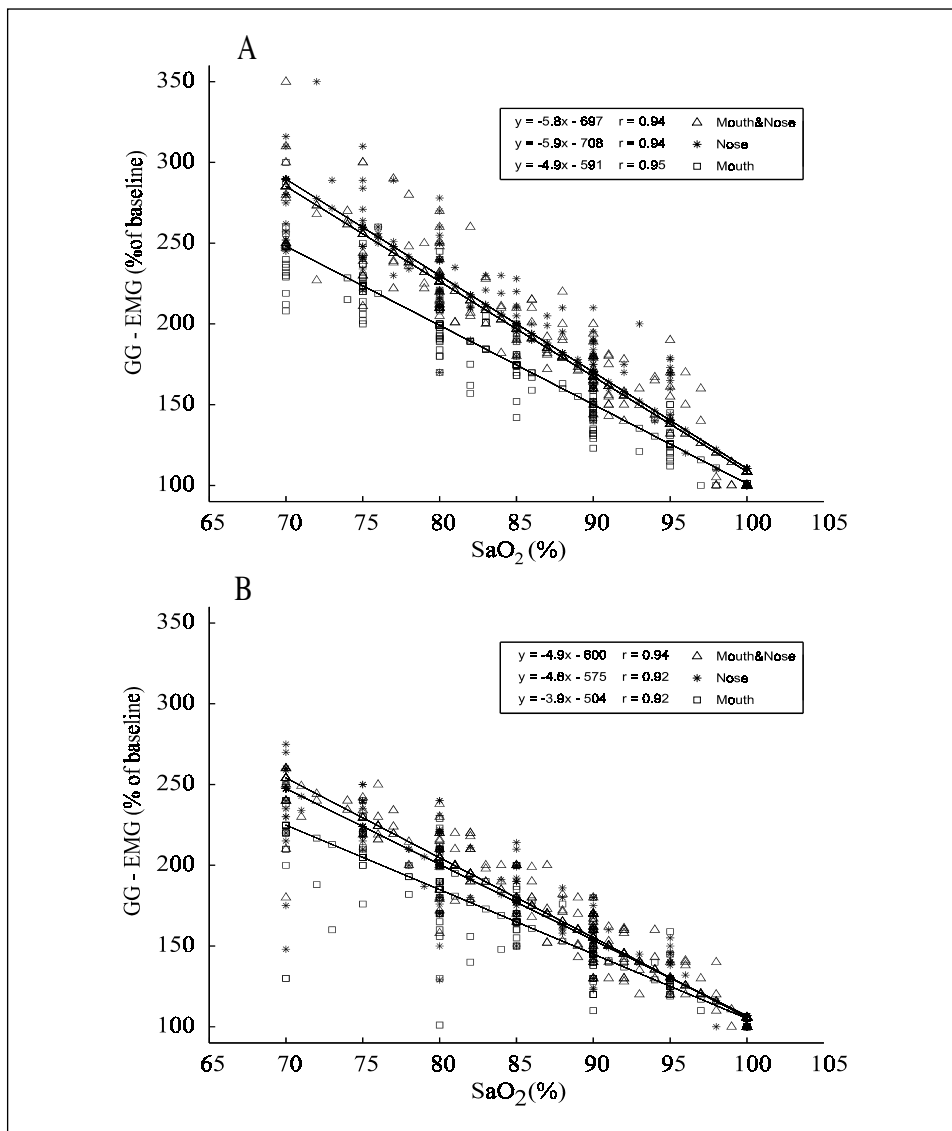 A
350
300
250
200
150
100
GG - EMG (%of baseline)
y = -5.8x - 697 r = 0.94 Mouth&Nose
y = -5.9x - 708 r = 0.94 Nose
y = -4.9x - 591 r = 0.95 Mouth
65 70 75 80 85 90 95 100 105
SaO2 (%)
B
350
300
250
200
150
100
GG - EMG (% of baseline)
y = -4.9x - 600 r = 0.94 Mouth&Nose
y = -4.6x - 575 r = 0.92 Nose
y = -3.9x - 504 r = 0.92 Mouth
65 70 75 80 85 90 95 100 105
SaO2 (%)